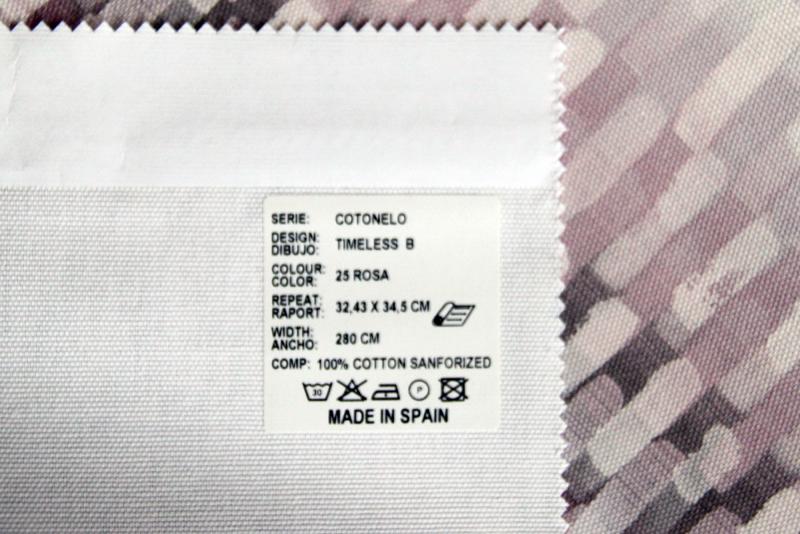 SERIE: COTONELO
DESIGN:
DIBUJO: TIMELESS B
COLOUR:
COLOR: 25 ROSA
REPEAT:
RAPORT: 32,43 X 34,5 CM
WIDTH:
ANCHO: 280 CM
COMP: 100% COTTON SANFORIZED
30 P
MADE IN SPAIN